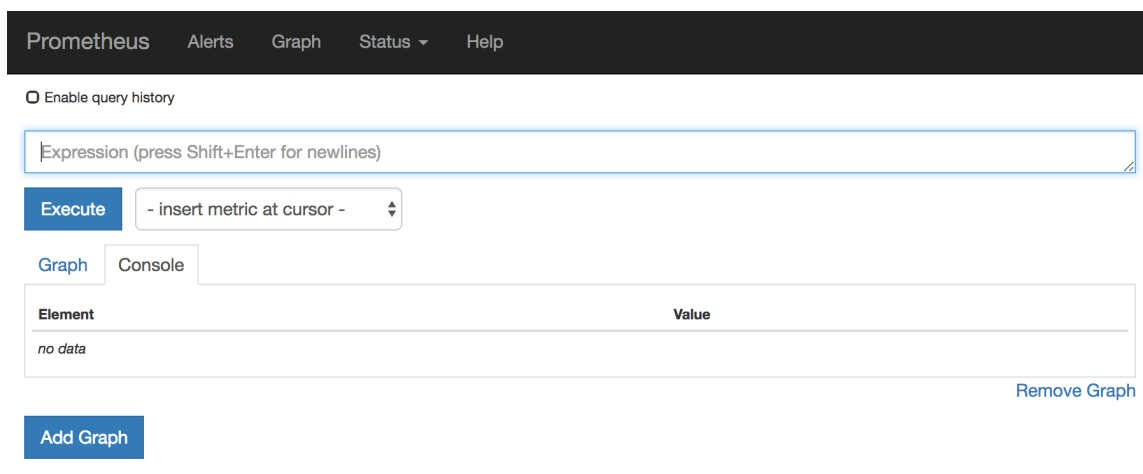 Prometheus Alerts Graph Status Help
Enable query history
Expression (press Shift+Enter for newlines)
Execute - insert metric at cursor -
Graph Console
Element Value
no data
Remove Graph
Add Graph